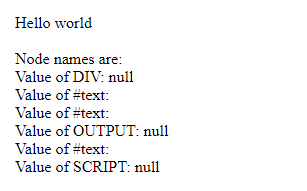 Hello world
Node names are:
Value of DIV: null
Value of #text:
Value of #text:
Value of OUTPUT: null
Value of #text:
Value of SCRIPT: null